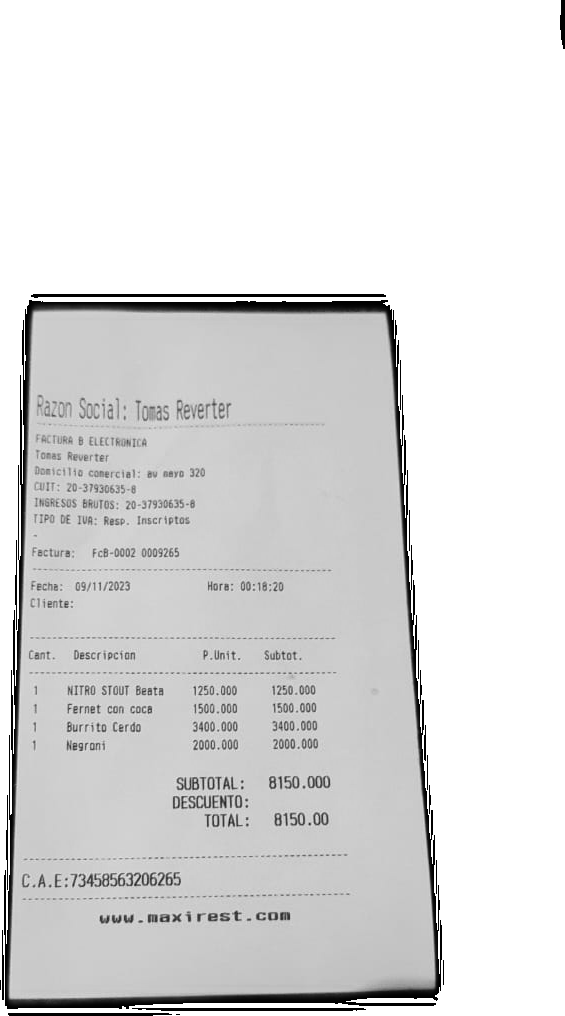 Razon Social: Tomas Reverter
FACTURA B ELECTRONICA
Tomas Reverter
Domicilio comercial: av mayo 320
CUIT: 20-37930635-8
INGRESOS BRUTOS: 20-37930635-8
TIPO DE IVA: Resp. Inscriptos
-
Factura: FcB-0002 0009265
Fecha: 09/11/2023 Hora: 00:18:20
Cliente:
Cant. Descripcion P.Unit. Subtot.
1 NITRO STOUT Beata 1250.000 1250.000
1 Fernet con coca 1500.000 1500.000
1 Burrito Cerdo 3400.000 3400.000
1 Negroni 2000.000 2000.000
SUBTOTAL: 8150.000
DESCUENTO:
TOTAL: 8150.00
C.A.E:73458563206265
www.maxirest.com